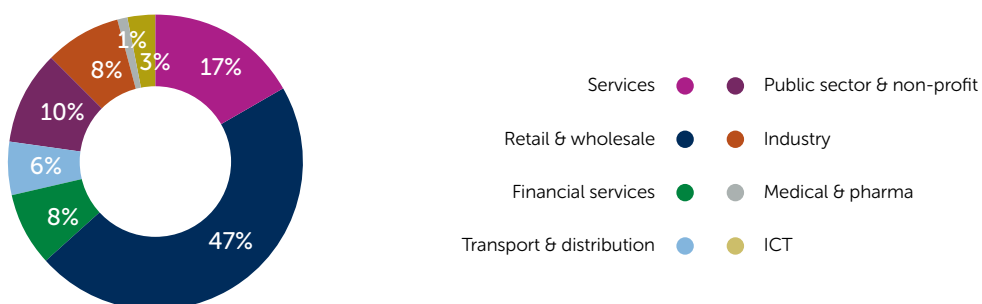 1%
3%
17%
8%
10%
6%
8%
47%
Services
Public sector & non-profit
Retail & wholesale
Industry
Financial services
Medical & pharma
Transport & distribution
ICT